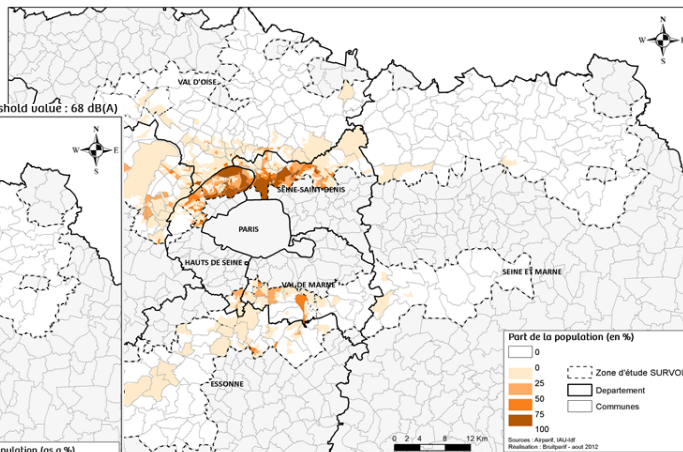 N
W E
S
VAL D'OISE
shold value : 68 dB(A)
N
W E
S
SEINE-SAINT-DENIS
PARIS
HAUTS DE SEINE
VAL DE MARNE
SEINE ET MARNE
ESSONNE
Part de la population (en %)
0
0
25
50
75
100
Zone d'étude SURVOL
Departement
Communes
Sources : Airparif, IAU-Idf
Réalisation : Bruitparif - aout 2012
0 2 4 8 12 Km
opulation (as a %)